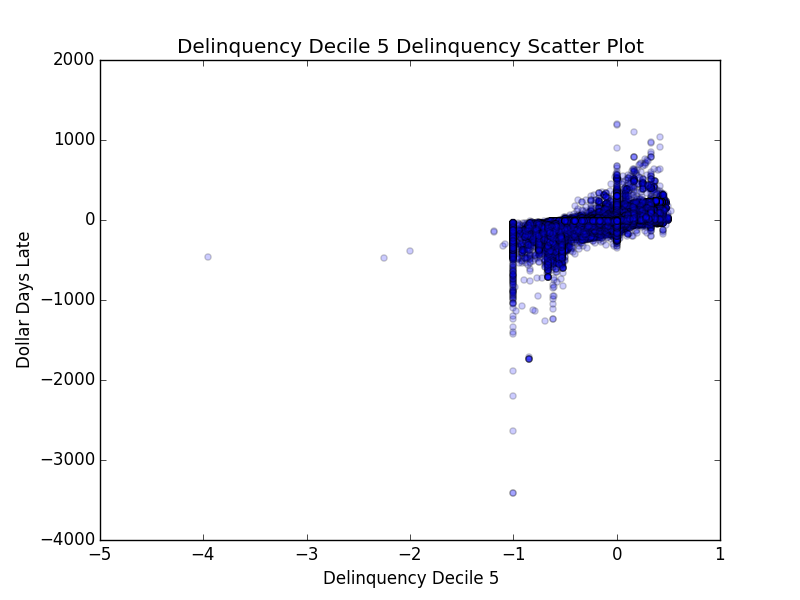 Delinquency Decile 5 Delinquency Scatter Plot
2000
1000
0
−1000
−2000
−3000
−4000
Dollar Days Late
−5 −4 −3 −2 −1 0 1
Delinquency Decile 5